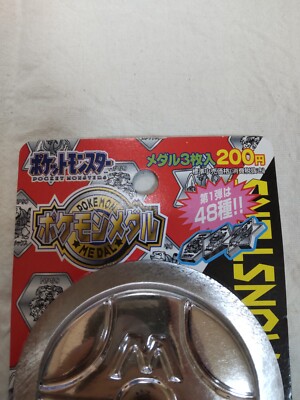 ポケットモンスター
POCKET MONSTERS
メダル3枚入 200円
POKEMON
ポケモンメダル
MEDAL
第1弾は
48種!!
M